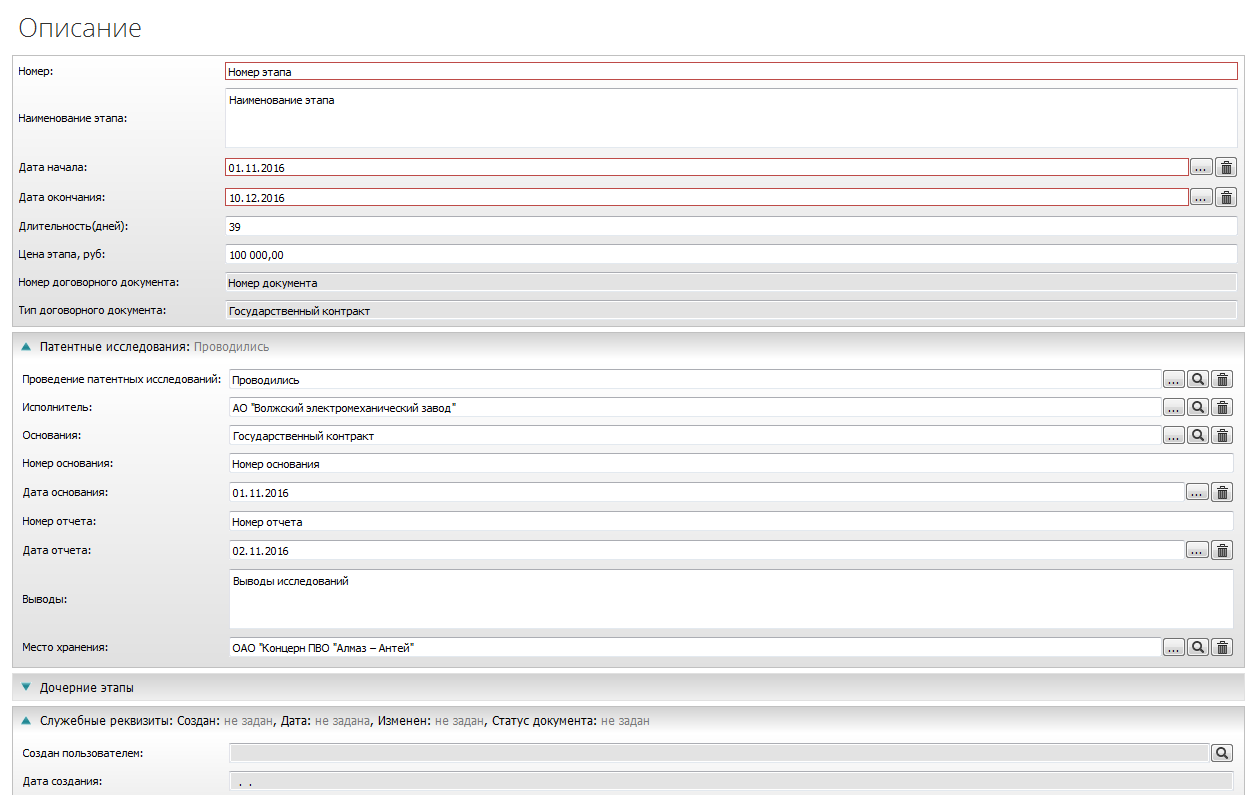 Описание
Номер: Номер этапа
Наименование этапа: Наименование этапа
Дата начала: 01.11.2016 ...
Дата окончания: 10.12.2016 ...
Длительность(дней): 39
Цена этапа, руб: 100 000,00
Номер договорного документа: Номер документа
Тип договорного документа: Государственный контракт
Патентные исследования: Проводились
Проведение патентных исследований: Проводились ...
Исполнитель: АО "Волжский электромеханический завод" ...
Основания: Государственный контракт ...
Номер основания: Номер основания
Дата основания: 01.11.2016 ...
Номер отчета: Номер отчета
Дата отчета: 02.11.2016 ...
Выводы: Выводы исследований
Место хранения: ОАО "Концерн ПВО "Алмаз – Антей" ...
Дочерние этапы
Служебные реквизиты: Создан: не задан, Дата: не задана, Изменен: не задан, Статус документа: не задан
Создан пользователем:
Дата создания: . .